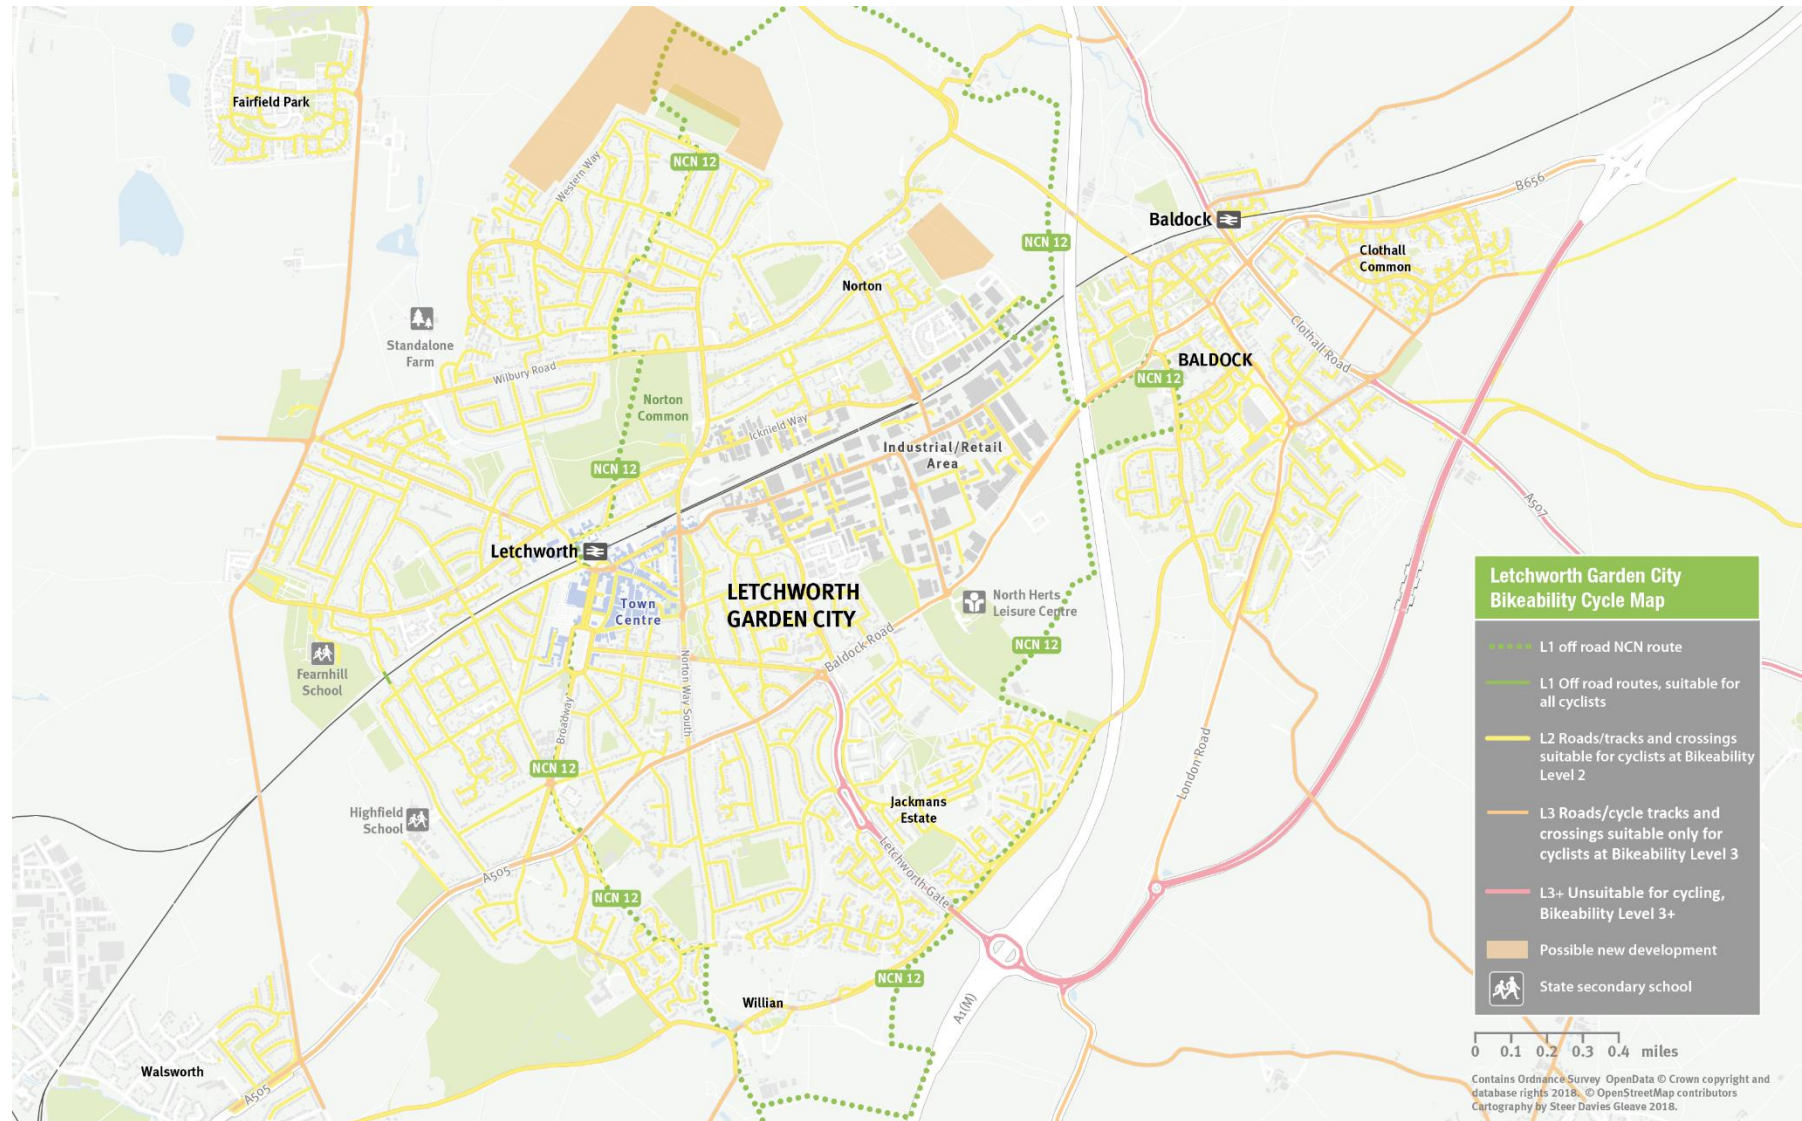 Fairfield Park
NCN 12
Western Way
Baldock
B656
NCN 12
Clothall
Common
Norton
Standalone
Farm
Clothall Road
BALDOCK
Wilbury Road
NCN 12
Norton
Common
Icknield Way
Industrial/Retail
Area
NCN 12
A507
Letchworth
LETCHWORTH
GARDEN CITY
Town
Centre
North Herts
Leisure Centre
Baldock Road
NCN 12
Fearnhill
School
Norton Way South
Broadway
London Road
NCN 12
Jackmans
Estate
Highfield
School
Letchworth Gate
A505
NCN 12
NCN 12
Willian
A1(M)
Walsworth
A505
Letchworth Garden City
Bikeability Cycle Map
L1 off road NCN route
L1 Off road routes, suitable for
all cyclists
L2 Roads/tracks and crossings
suitable for cyclists at Bikeability
Level 2
L3 Roads/cycle tracks and
crossings suitable only for
cyclists at Bikeability Level 3
L3+ Unsuitable for cycling,
Bikeability Level 3+
Possible new development
State secondary school
0 0.1 0.2 0.3 0.4 miles
Contains Ordnance Survey OpenData © Crown copyright and
database rights 2018. © OpenStreetMap contributors
Cartography by Steer Davies Gleave 2018.